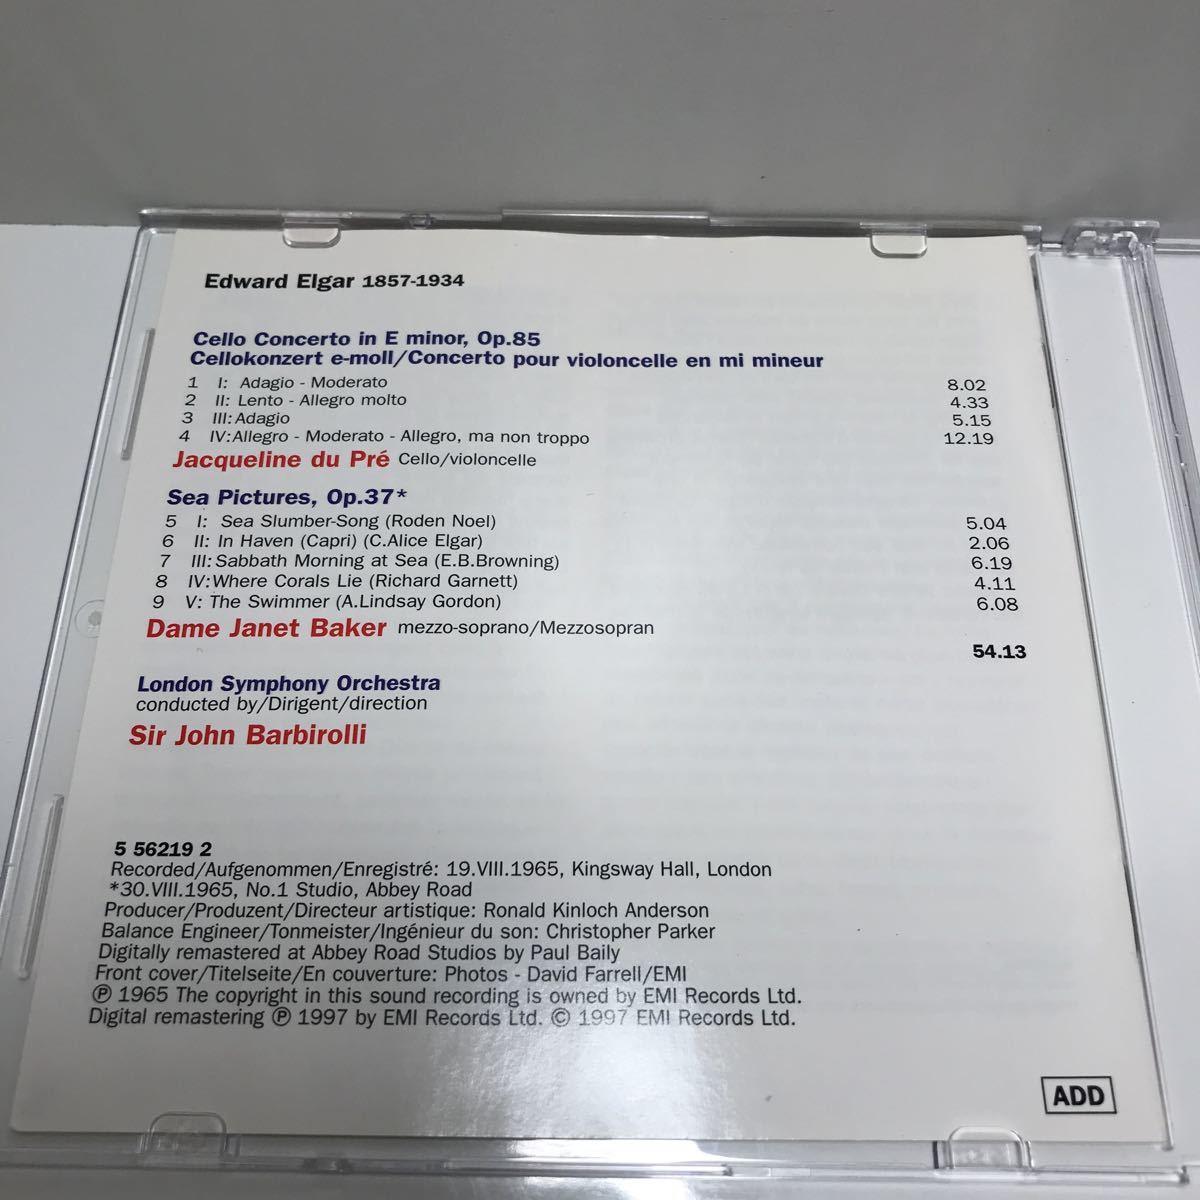 Edward Elgar 1857-1934
Cello Concerto in E minor, Op.85
Cellokonzert e-moll/Concerto pour violoncelle en mi mineur
1 I: Adagio - Moderato 8.02
2 II: Lento - Allegro molto 4.33
3 III: Adagio 5.15
4 IV: Allegro - Moderato - Allegro, ma non troppo 12.19
Jacqueline du Pré Cello/violoncelle
Sea Pictures, Op.37*
5 I: Sea Slumber-Song (Roden Noel) 5.04
6 II: In Haven (Capri) (C.Alice Elgar) 2.06
7 III: Sabbath Morning at Sea (E.B.Browning) 6.19
8 IV: Where Corals Lie (Richard Garnett) 4.11
9 V: The Swimmer (A.Lindsay Gordon) 6.08
Dame Janet Baker mezzo-soprano/Mezzosopran
54.13
London Symphony Orchestra
conducted by/Dirigent/direction
Sir John Barbirolli
5 56219 2
Recorded/Aufgenommen/Enregistré: 19.VIII.1965, Kingsway Hall, London
*30.VIII.1965, No.1 Studio, Abbey Road
Producer/Produzent/Directeur artistique: Ronald Kinloch Anderson
Balance Engineer/Tonmeister/Ingénieur du son: Christopher Parker
Digitally remastered at Abbey Road Studios by Paul Baily
Front cover/Titelseite/En couverture: Photos - David Farrell/EMI
℗ 1965 The copyright in this sound recording is owned by EMI Records Ltd.
Digital remastering ℗ 1997 by EMI Records Ltd. © 1997 EMI Records Ltd.
ADD